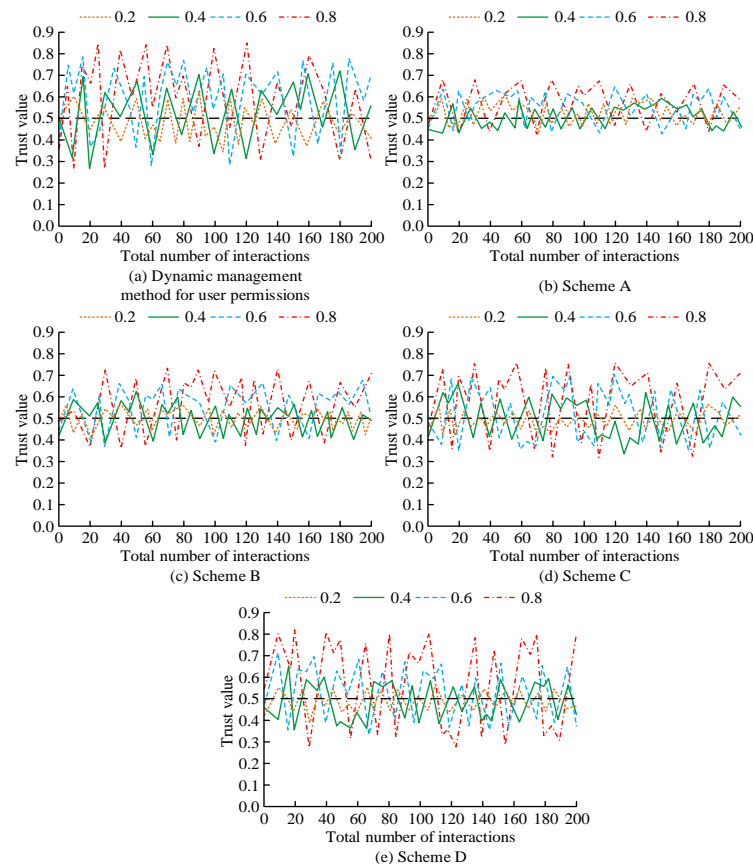 0.2 0.4 0.6 0.8
0.9
0.8
0.7
0.6
0.5
0.4
0.3
0.2
0.1
0.0
Trust value
0 20 40 60 80 100 120 140 160 180 200
Total number of interactions
(a) Dynamic management
method for user permissions
0.2 0.4 0.6 0.8
0.9
0.8
0.7
0.6
0.5
0.4
0.3
0.2
0.1
0.0
Trust value
0 20 40 60 80 100 120 140 160 180 200
Total number of interactions
(b) Scheme A
0.2 0.4 0.6 0.8
0.9
0.8
0.7
0.6
0.5
0.4
0.3
0.2
0.1
0.0
Trust value
0 20 40 60 80 100 120 140 160 180 200
Total number of interactions
(c) Scheme B
0.2 0.4 0.6 0.8
0.9
0.8
0.7
0.6
0.5
0.4
0.3
0.2
0.1
0.0
Trust value
0 20 40 60 80 100 120 140 160 180 200
Total number of interactions
(d) Scheme C
0.2 0.4 0.6 0.8
0.9
0.8
0.7
0.6
0.5
0.4
0.3
0.2
0.1
0.0
Trust value
0 20 40 60 80 100 120 140 160 180 200
Total number of interactions
(e) Scheme D